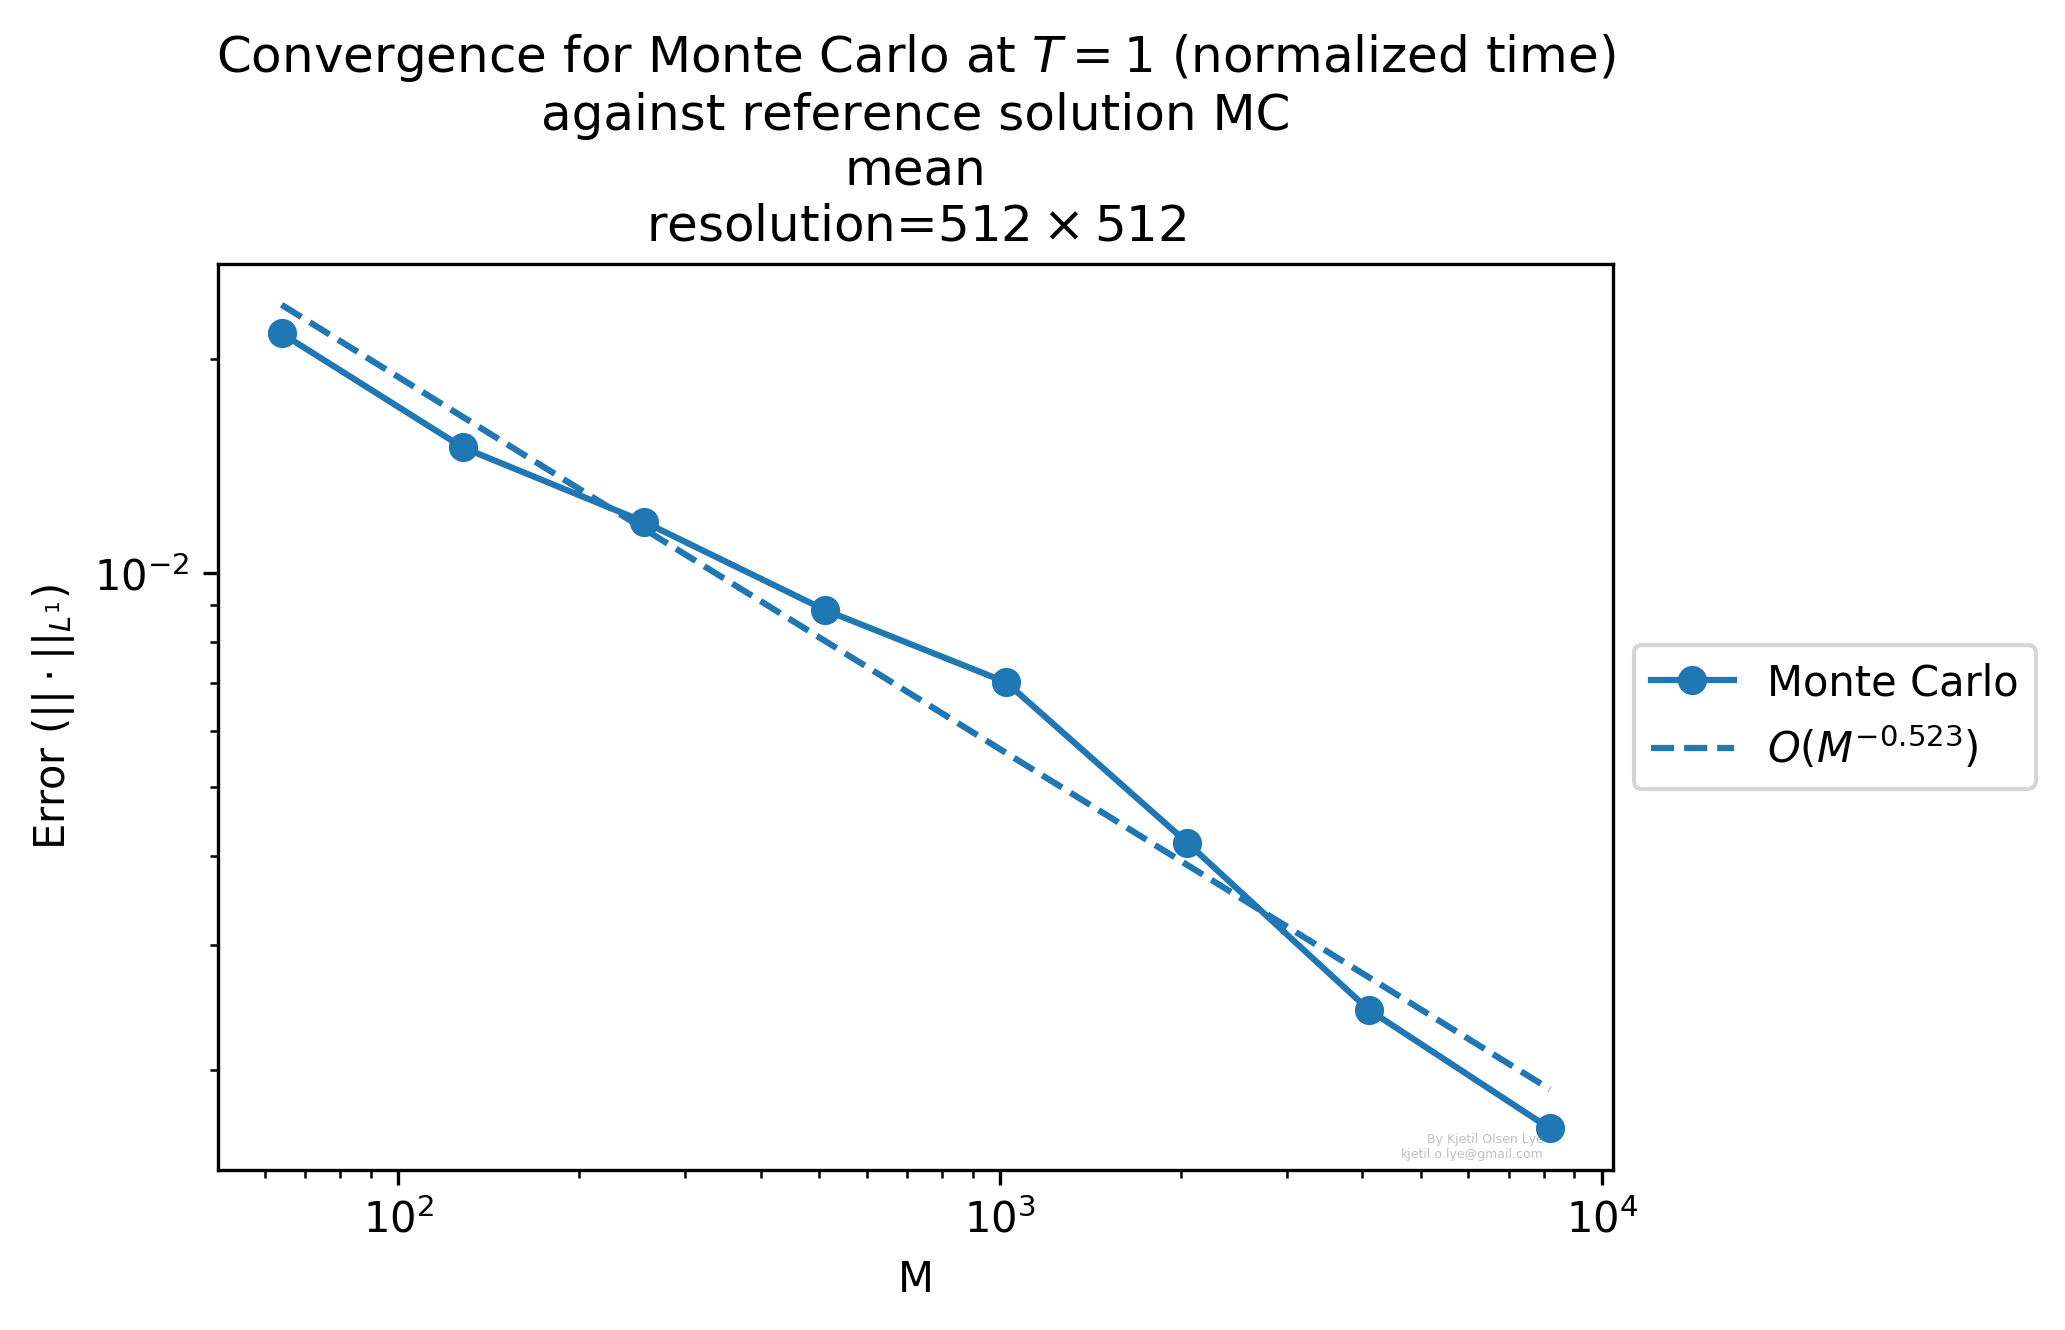 Convergence for Monte Carlo at T = 1 (normalized time)
against reference solution MC
mean
resolution=512 × 512
Error (|| · ||_{L^1})
10^{-2}
Monte Carlo
O(M^{-0.523})
By Kjetil Olsen Lye
kjetil.o.lye@gmail.com
10^2
10^3
10^4
M